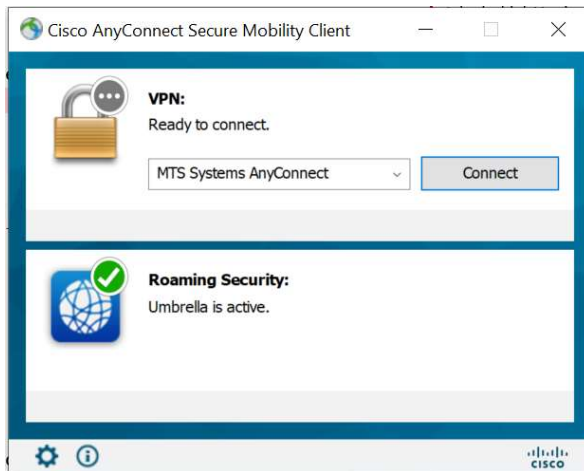 Cisco AnyConnect Secure Mobility Client
VPN:
Ready to connect.
MTS Systems AnyConnect
Connect
Roaming Security:
Umbrella is active.
cisco